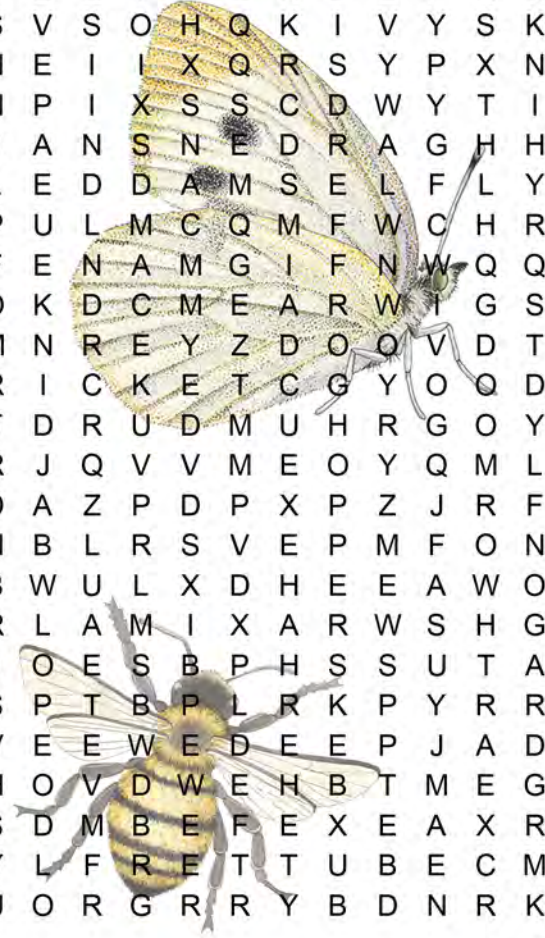 V S O H Q K I V Y S K
E I I X Q R S Y P X N
P I X S S C D W Y T I
A N S N E D R A G H H
E D D A M S E L F L Y
U L M C Q M F W C H R
E N A M G I F N W Q Q
K D C M E A R W I G S
N R E Y Z D O O V D T
I C K E T C G Y O Q D
D R U D M U H R G O Y
J Q V V M E O Y Q M L
A Z P D P X P Z J R F
B L R S V E P M F O N
W U L X D H E E A W O
L A M I X A R W S H G
O E S B P H S S U T A
P T B P L R K P Y R R
E E W E D E E P J A D
O V D W E H B T M E G
D M B E F E X E A X R
L F R E T T U B E C M
O R G R R Y B D N R K